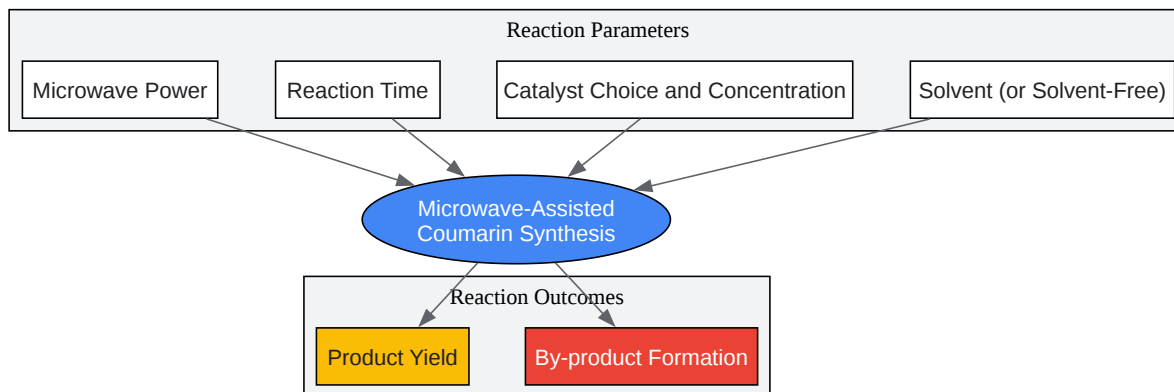 Reaction Parameters
Microwave Power
Reaction Time
Catalyst Choice and Concentration
Solvent (or Solvent-Free)
Microwave-Assisted
Coumarin Synthesis
Reaction Outcomes
Product Yield
By-product Formation